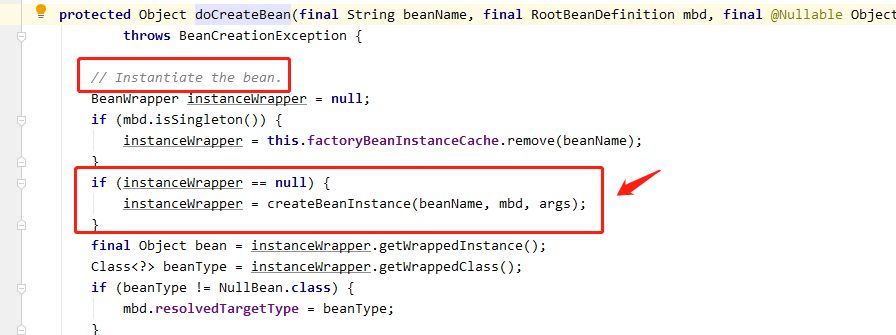 protected Object doCreateBean(final String beanName, final RootBeanDefinition mbd, final @Nullable Object
throws BeanCreationException {
// Instantiate the bean.
BeanWrapper instanceWrapper = null;
if (mbd.isSingleton()) {
instanceWrapper = this.factoryBeanInstanceCache.remove(beanName);
}
if (instanceWrapper == null) {
instanceWrapper = createBeanInstance(beanName, mbd, args);
}
final Object bean = instanceWrapper.getWrappedInstance();
Class<?> beanType = instanceWrapper.getWrappedClass();
if (beanType != NullBean.class) {
mbd.resolvedTargetType = beanType;
}